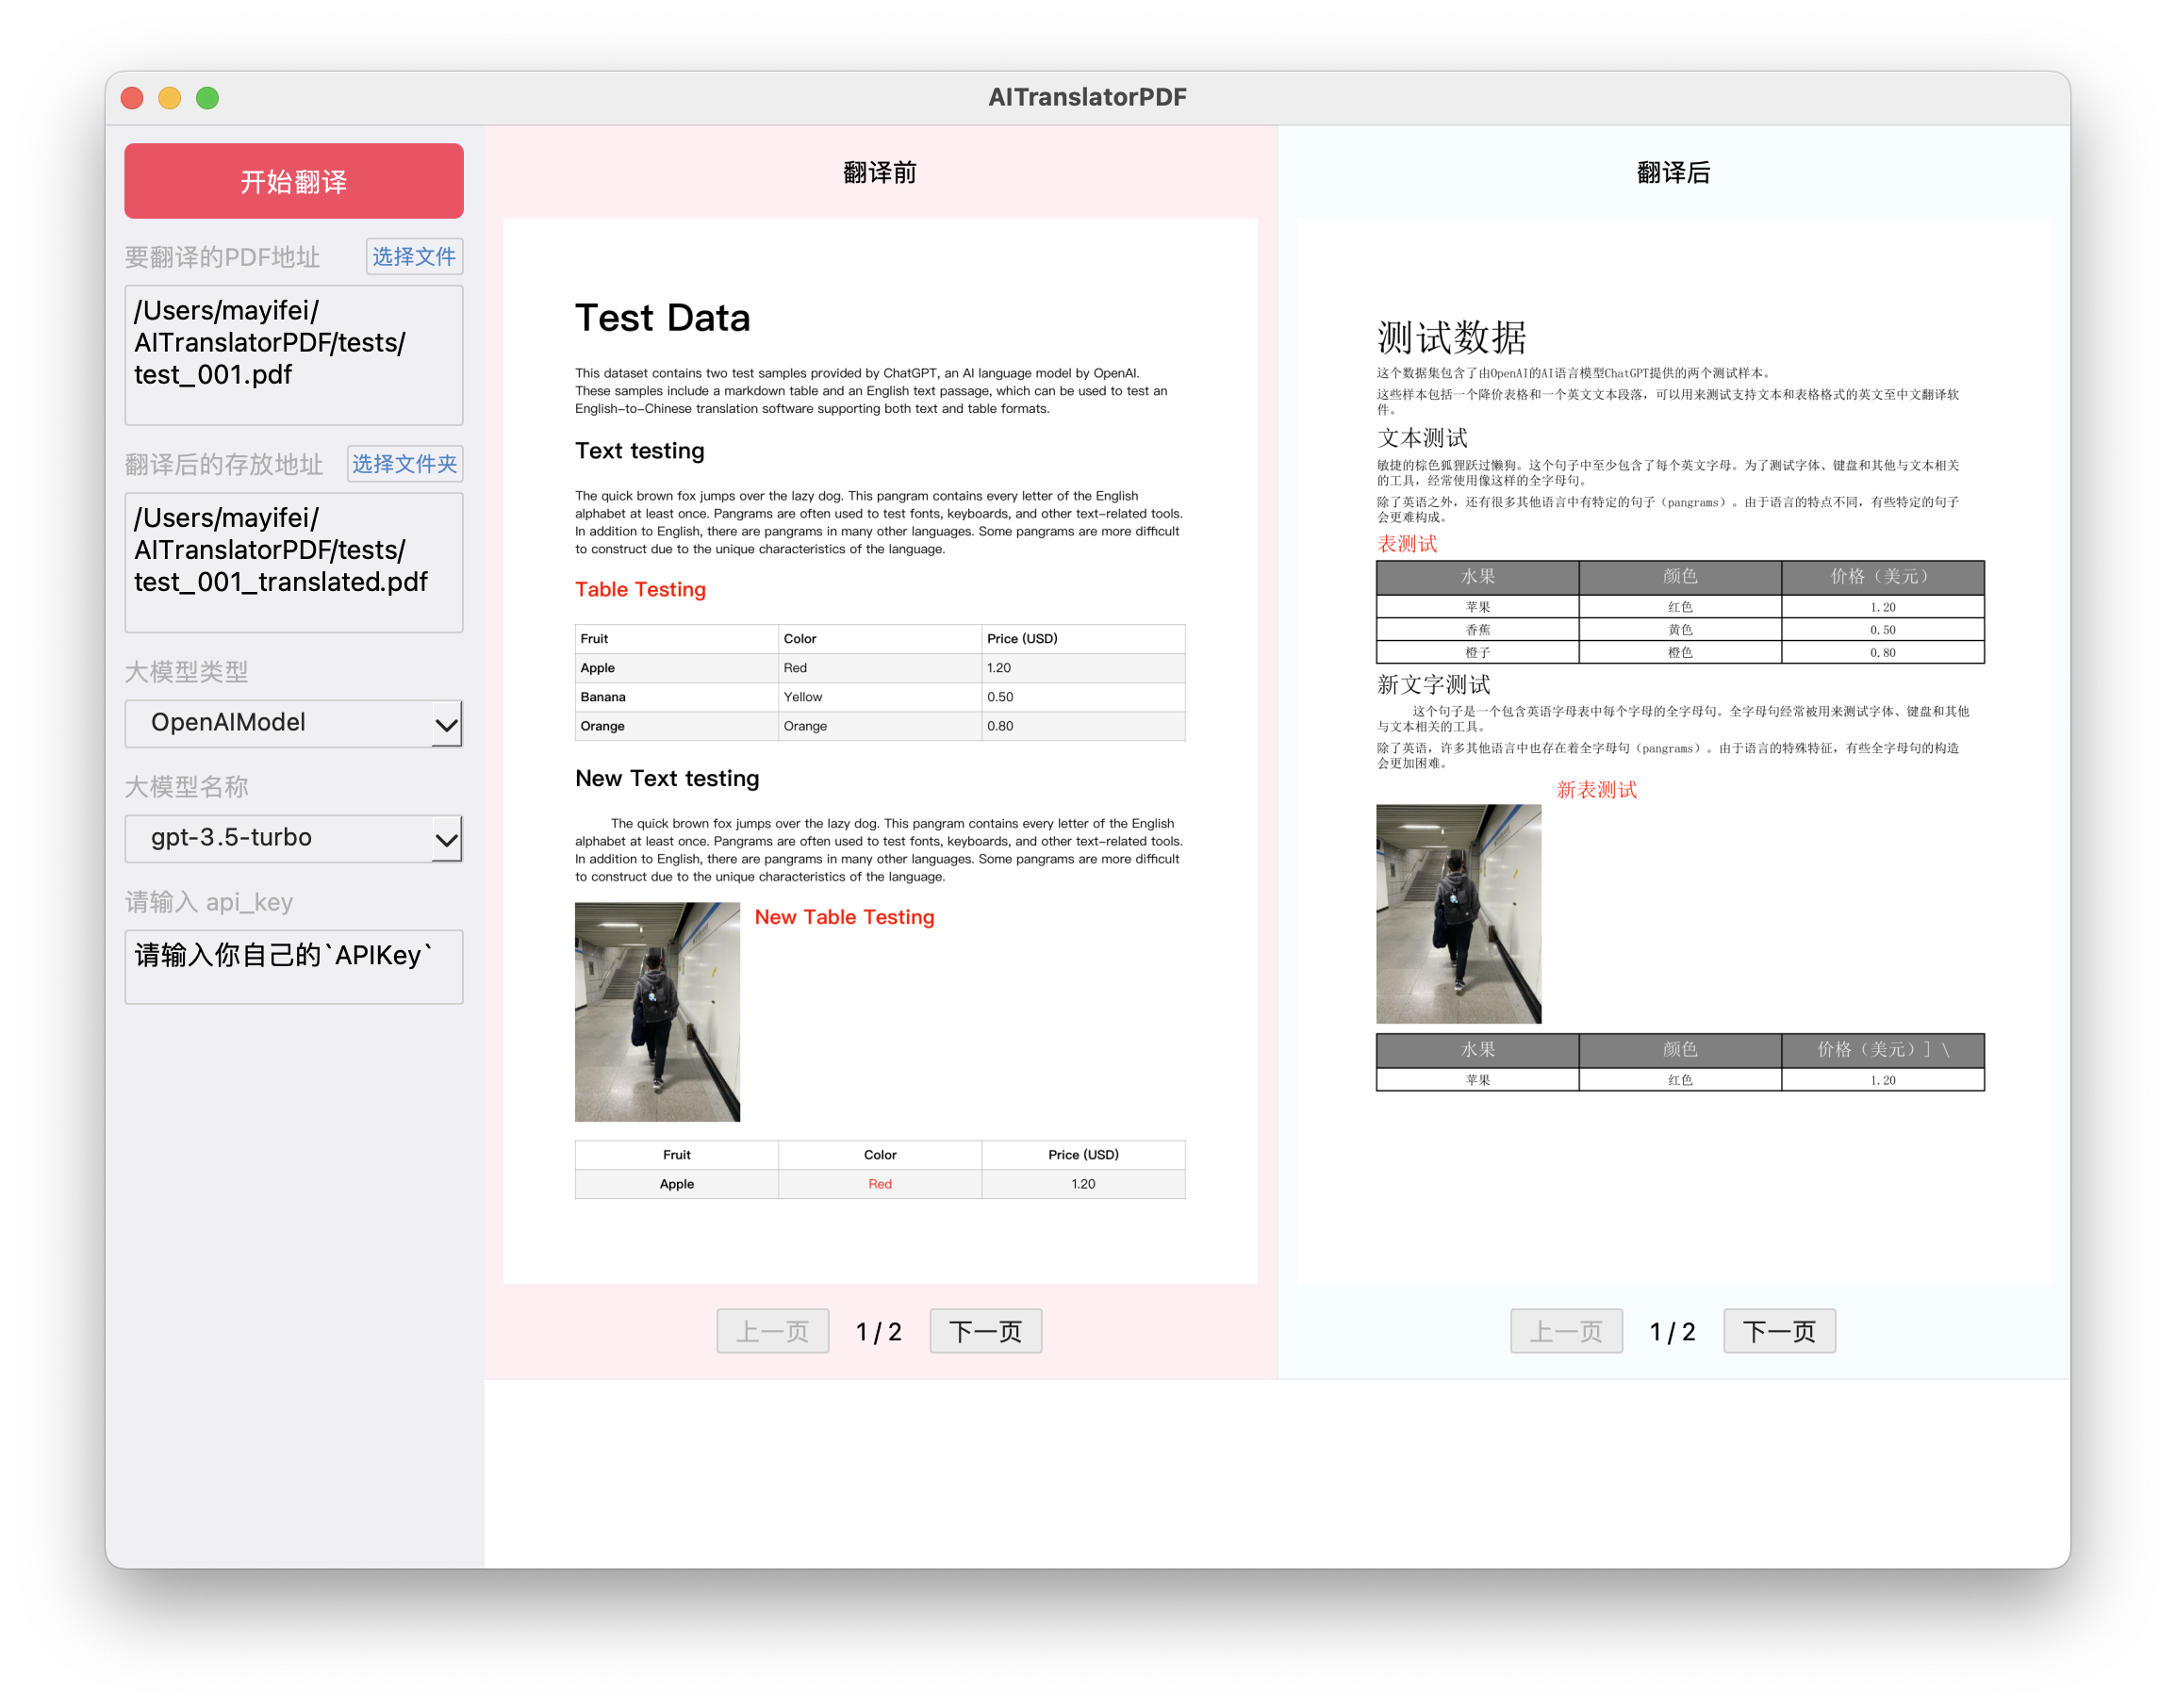 AITranslatorPDF
开始翻译
要翻译的PDF地址
选择文件
/Users/mayifei/
AITranslatorPDF/tests/
test_001.pdf
翻译后的存放地址
选择文件夹
/Users/mayifei/
AITranslatorPDF/tests/
test_001_translated.pdf
大模型类型
OpenAIModel
大模型名称
gpt-3.5-turbo
请输入 api_key
请输入你自己的`APIKey`
翻译前
Test Data
This dataset contains two test samples provided by ChatGPT, an AI language model by OpenAI.
These samples include a markdown table and an English text passage, which can be used to test an
English-to-Chinese translation software supporting both text and table formats.
Text testing
The quick brown fox jumps over the lazy dog. This pangram contains every letter of the English
alphabet at least once. Pangrams are often used to test fonts, keyboards, and other text-related tools.
In addition to English, there are pangrams in many other languages. Some pangrams are more difficult
to construct due to the unique characteristics of the language.
Table Testing
Fruit Color Price (USD)
Apple Red 1.20
Banana Yellow 0.50
Orange Orange 0.80
New Text testing
The quick brown fox jumps over the lazy dog. This pangram contains every letter of the English
alphabet at least once. Pangrams are often used to test fonts, keyboards, and other text-related tools.
In addition to English, there are pangrams in many other languages. Some pangrams are more difficult
to construct due to the unique characteristics of the language.
New Table Testing
Fruit Color Price (USD)
Apple Red 1.20
上一页 1 / 2 下一页
翻译后
测试数据
这个数据集包含了由OpenAI的AI语言模型ChatGPT提供的两个测试样本。
这些样本包括一个降价表格和一个英文文本段落，可以用来测试支持文本和表格格式的英文至中文翻译软
件。
文本测试
敏捷的棕色狐狸跃过懒狗。这个句子中至少包含了每个英文字母。为了测试字体、键盘和其他与文本相关
的工具，经常使用像这样的全字母句。
除了英语之外，还有很多其他语言中有特定的句子（pangrams）。由于语言的特点不同，有些特定的句子
会更难构成。
表测试
水果 颜色 价格（美元）
苹果 红色 1.20
香蕉 黄色 0.50
橙子 橙色 0.80
新文字测试
这个句子是一个包含英语字母表中每个字母的全字母句。全字母句经常被用来测试字体、键盘和其他
与文本相关的工具。
除了英语，许多其他语言中也存在着全字母句（pangrams）。由于语言的特殊特征，有些全字母句的构造
会更加困难。
新表测试
水果 颜色 价格（美元）] \
苹果 红色 1.20
上一页 1 / 2 下一页